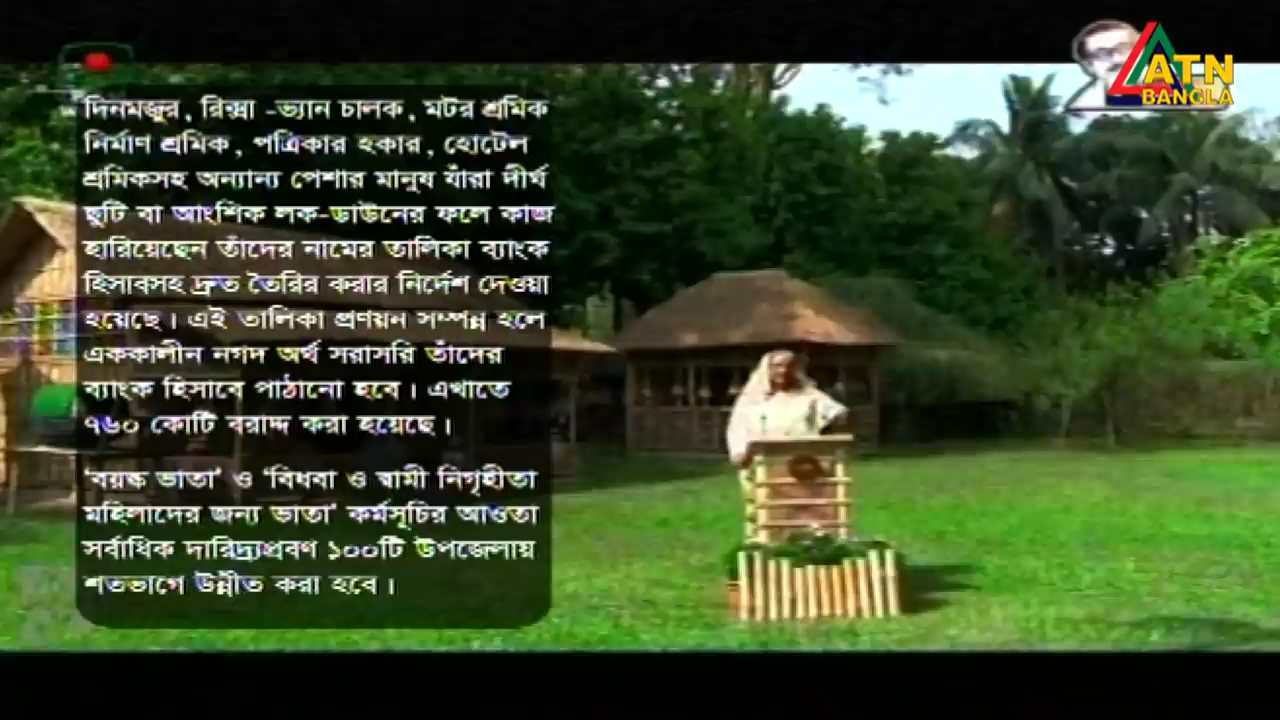 দিনমজুর, রিক্সা -ভ্যান চালক, মটর শ্রমিক
নির্মাণ শ্রমিক, পত্রিকার হকার, হোটেল
শ্রমিকসহ অন্যান্য পেশার মানুষ যাঁরা দীর্ঘ
ছুটি বা আংশিক লক-ডাউনের ফলে কাজ
হারিয়েছেন তাঁদের নামের তালিকা ব্যাংক
হিসাবসহ দ্রুত তৈরির করার নির্দেশ দেওয়া
হয়েছে। এই তালিকা প্রণয়ন সম্পন্ন হলে
এককালীন নগদ অর্থ সরাসরি তাঁদের
ব্যাংক হিসাবে পাঠানো হবে। এখাতে
৭৬০ কোটি বরাদ্দ করা হয়েছে।
'বয়স্ক ভাতা' ও 'বিধবা ও স্বামী নিগৃহীতা
মহিলাদের জন্য ভাতা' কর্মসূচির আওতা
সর্বাধিক দারিদ্র্যপ্রবণ ১০০টি উপজেলায়
শতভাগে উন্নীত করা হবে।
ATN
BANGLA